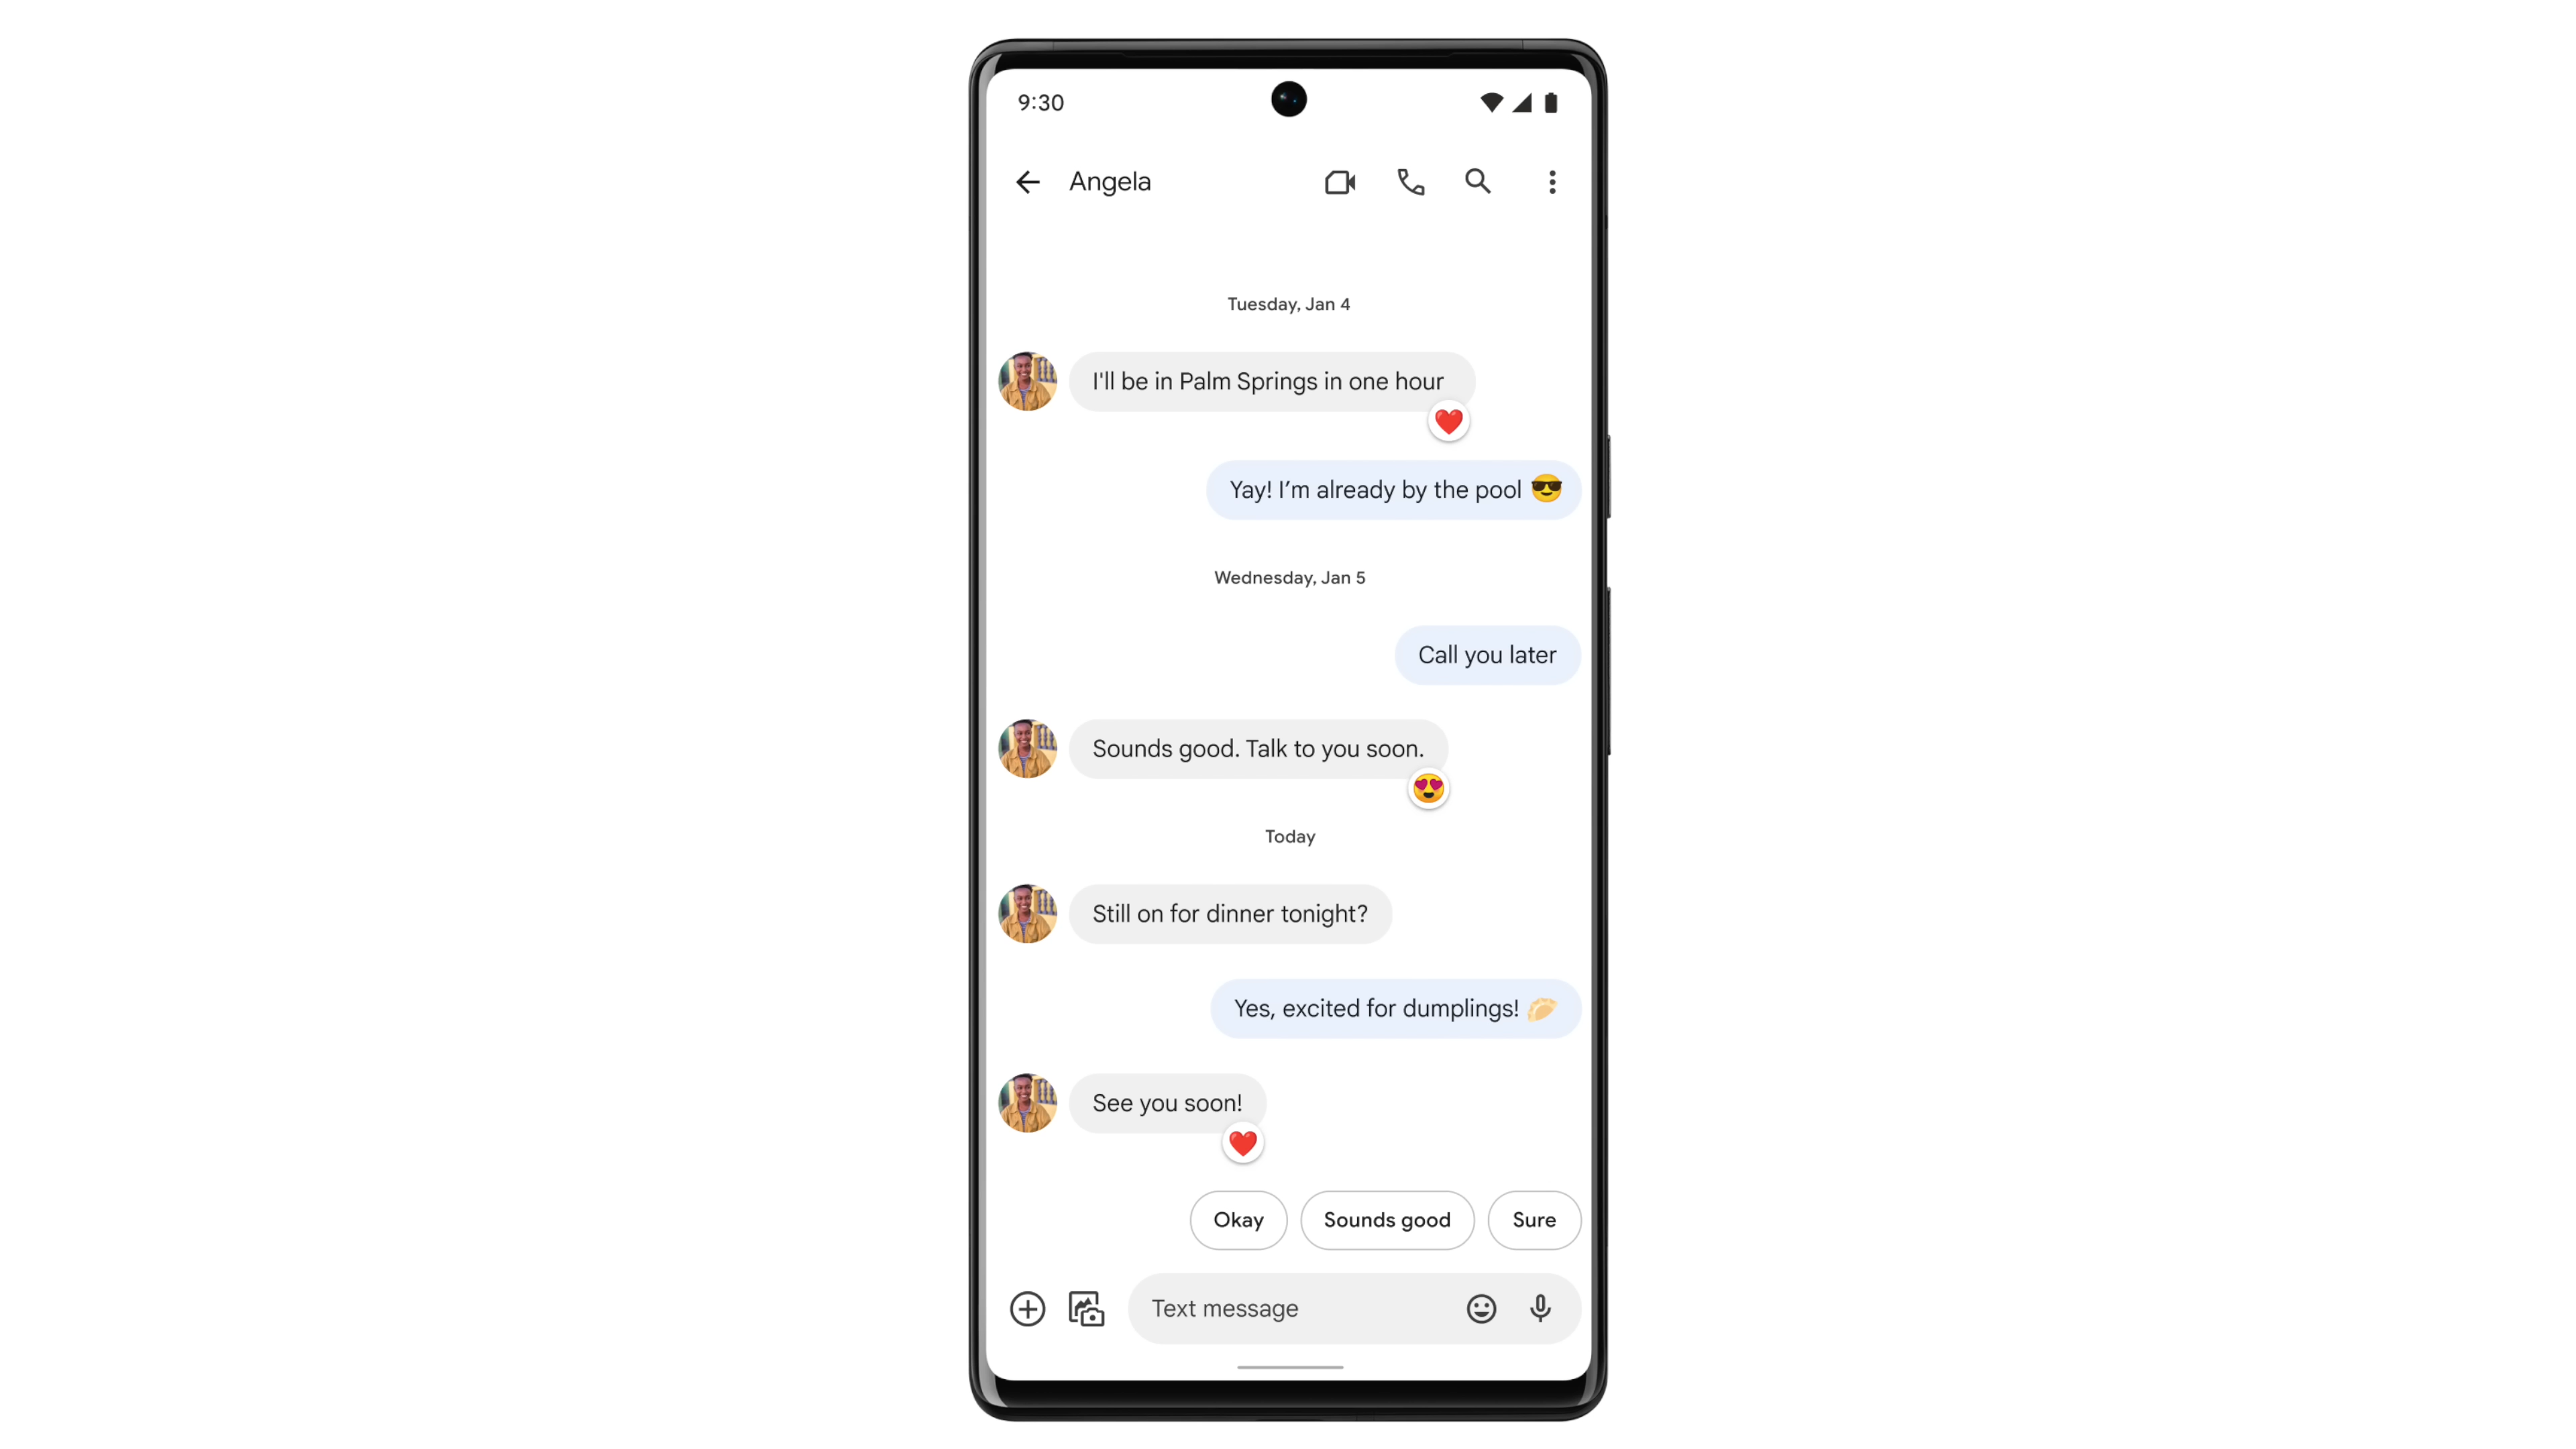 9:30
Angela
Tuesday, Jan 4
I'll be in Palm Springs in one hour
❤️
Yay! I’m already by the pool 😎
Wednesday, Jan 5
Call you later
Sounds good. Talk to you soon.
😍
Today
Still on for dinner tonight?
Yes, excited for dumplings! 🥟
See you soon!
❤️
Okay Sounds good Sure
Text message